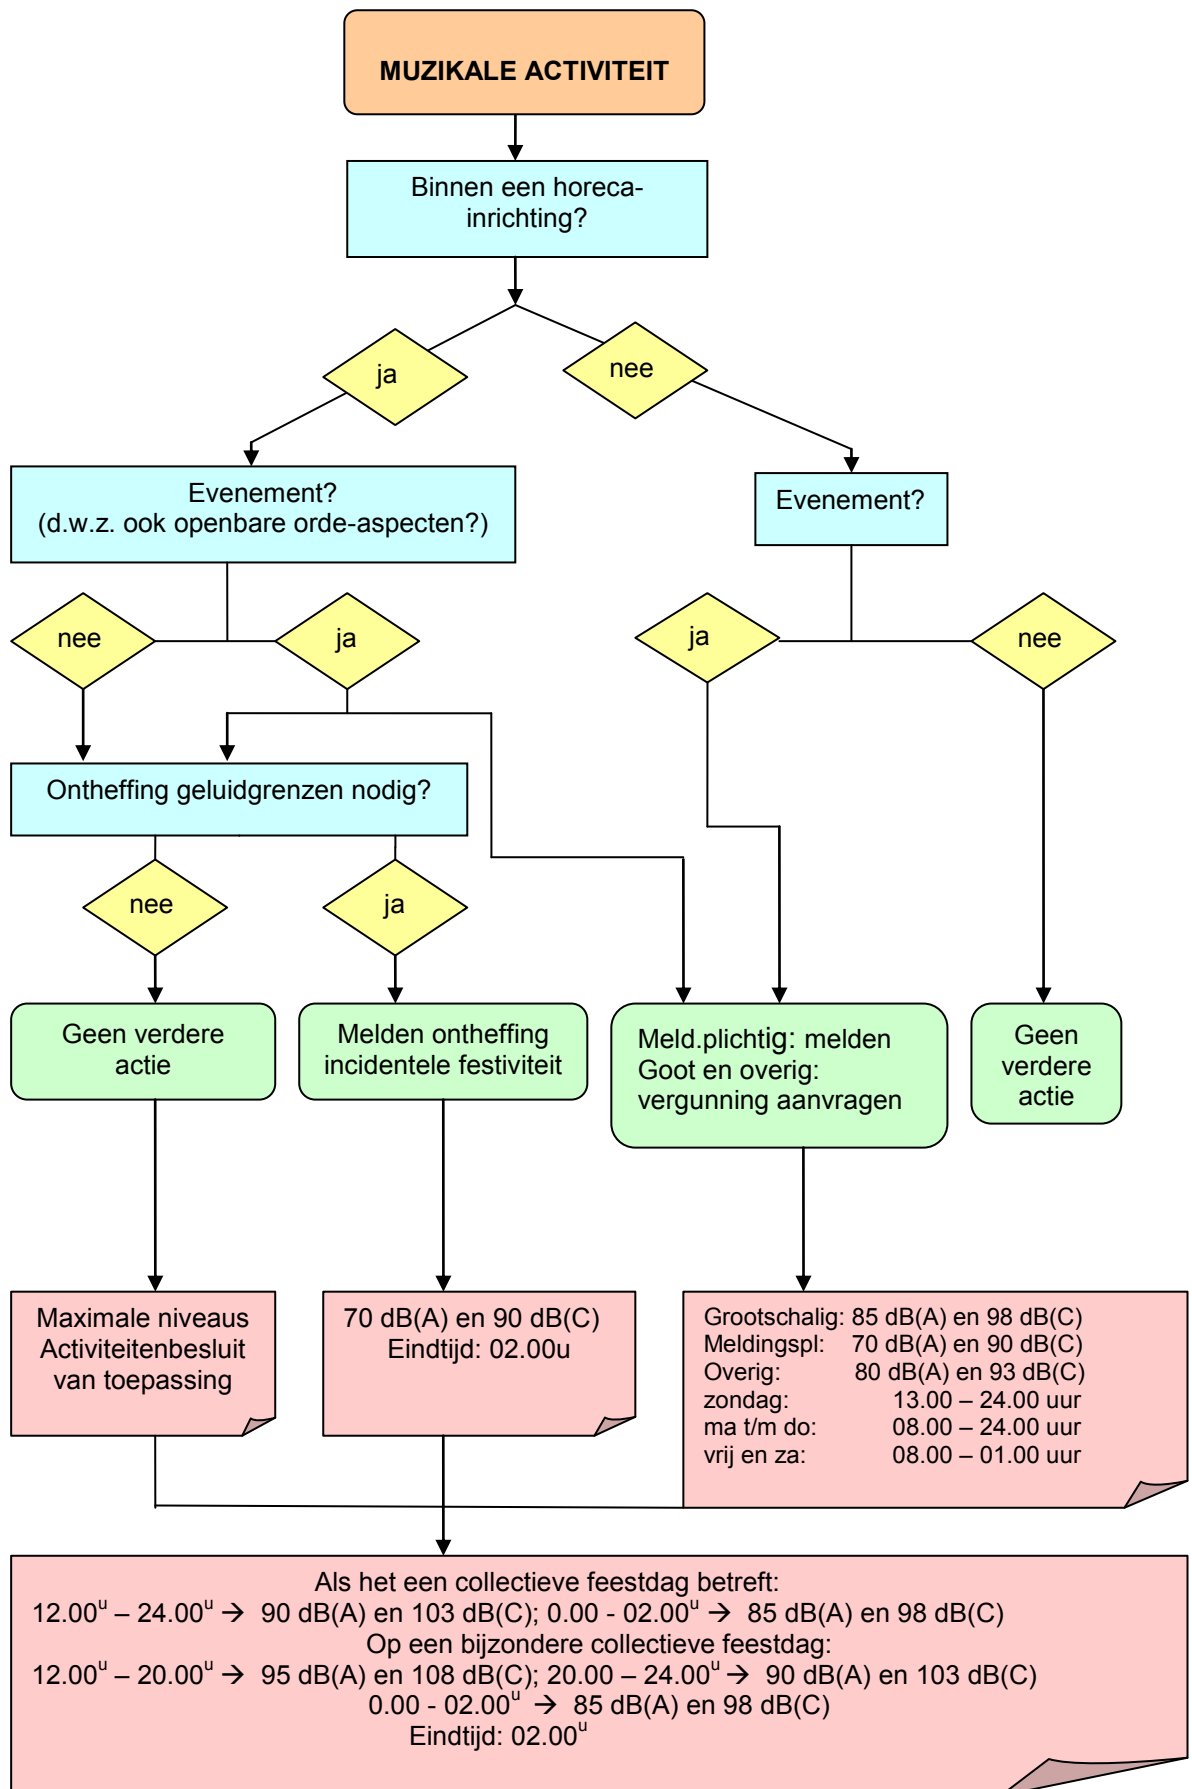 MUZIKALE ACTIVITEIT
Binnen een horeca-
inrichting?
ja
nee
Evenement?
(d.w.z. ook openbare orde-aspecten?)
Evenement?
nee
ja
ja
nee
Ontheffing geluidgrenzen nodig?
nee
ja
Geen verdere
actie
Melden ontheffing
incidentele festiviteit
Meld.plichtig: melden
Goot en overig:
vergunning aanvragen
Geen
verdere
actie
Maximale niveaus
Activiteitenbesluit
van toepassing
70 dB(A) en 90 dB(C)
Eindtijd: 02.00u
Grootschalig: 85 dB(A) en 98 dB(C)
Meldingspl: 70 dB(A) en 90 dB(C)
Overig: 80 dB(A) en 93 dB(C)
zondag: 13.00 – 24.00 uur
ma t/m do: 08.00 – 24.00 uur
vrij en za: 08.00 – 01.00 uur
Als het een collectieve feestdag betreft:
12.00ᵘ – 24.00ᵘ → 90 dB(A) en 103 dB(C); 0.00 - 02.00ᵘ → 85 dB(A) en 98 dB(C)
Op een bijzondere collectieve feestdag:
12.00ᵘ – 20.00ᵘ → 95 dB(A) en 108 dB(C); 20.00 – 24.00ᵘ → 90 dB(A) en 103 dB(C)
0.00 - 02.00ᵘ → 85 dB(A) en 98 dB(C)
Eindtijd: 02.00ᵘ